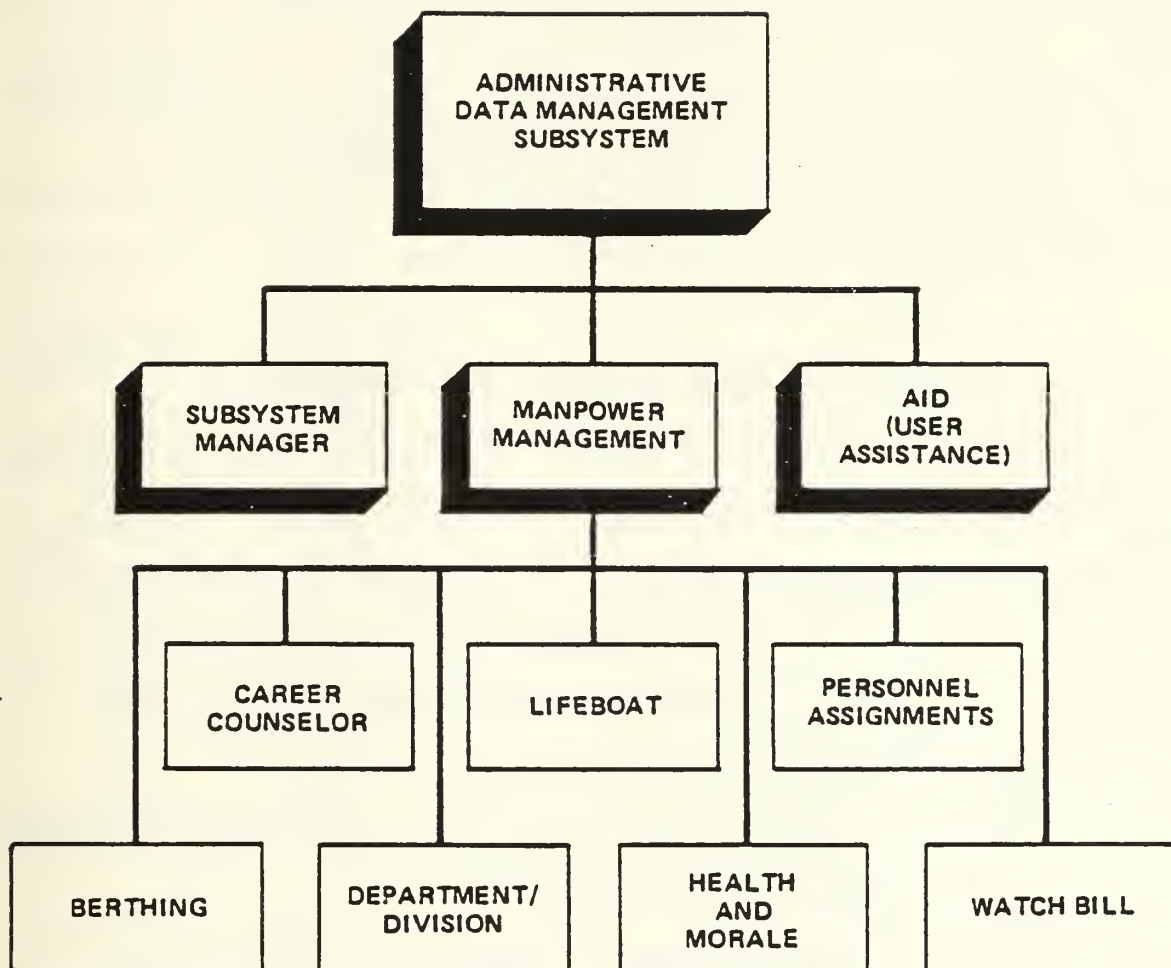 ADMINISTRATIVE
DATA MANAGEMENT
SUBSYSTEM
SUBSYSTEM
MANAGER
MANPOWER
MANAGEMENT
AID
(USER
ASSISTANCE)
CAREER
COUNSELOR
LIFEBOAT
PERSONNEL
ASSIGNMENTS
BERTHING
DEPARTMENT/
DIVISION
HEALTH
AND
MORALE
WATCH BILL